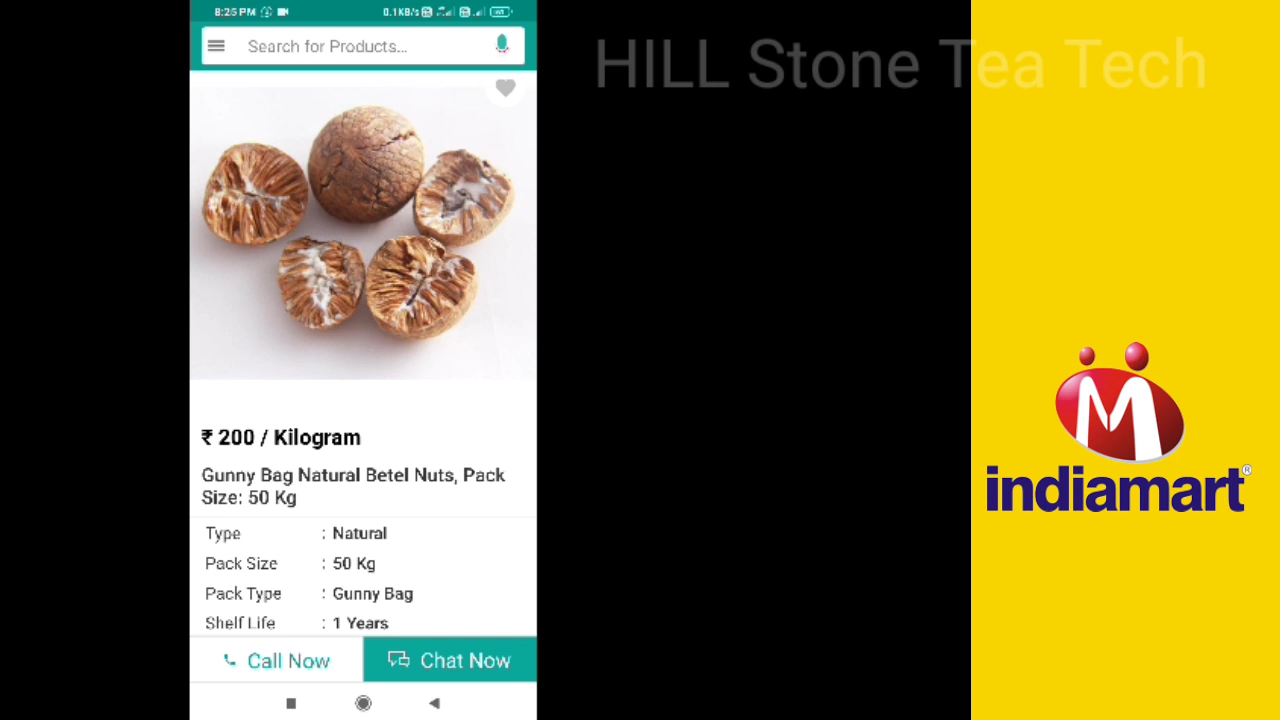 8:25 PM
0.1KB/s
Search for Products...
HILL Stone Tea Tech
₹ 200 / Kilogram
Gunny Bag Natural Betel Nuts, Pack
Size: 50 Kg
Type : Natural
Pack Size : 50 Kg
Pack Type : Gunny Bag
Shelf Life : 1 Years
Call Now
Chat Now
M
indiamart®